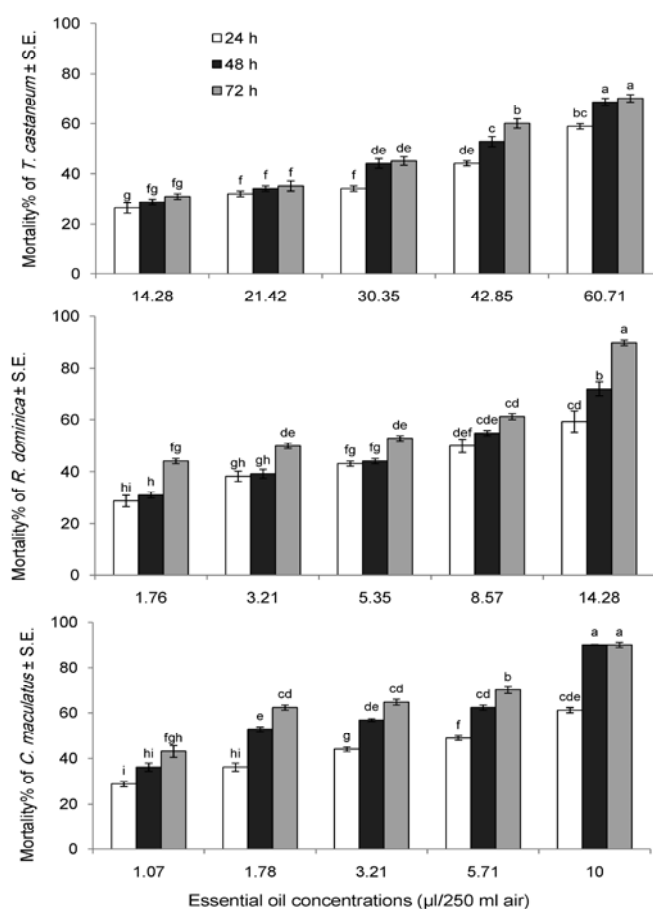 Mortality% of T. castaneum ± S.E.
100
80
60
40
20
0
24 h
48 h
72 h
g fg fg
f f f
f de de
de c b
bc a a
14.28 21.42 30.35 42.85 60.71
Mortality% of R. dominica ± S.E.
100
80
60
40
20
0
hi h fg
gh gh de
fg fg de
def cde cd
cd b a
1.76 3.21 5.35 8.57 14.28
Mortality% of C. maculatus ± S.E.
100
80
60
40
20
0
i hi fgh
hi e cd
g de cd
f cd b
cde a a
1.07 1.78 3.21 5.71 10
Essential oil concentrations (µl/250 ml air)